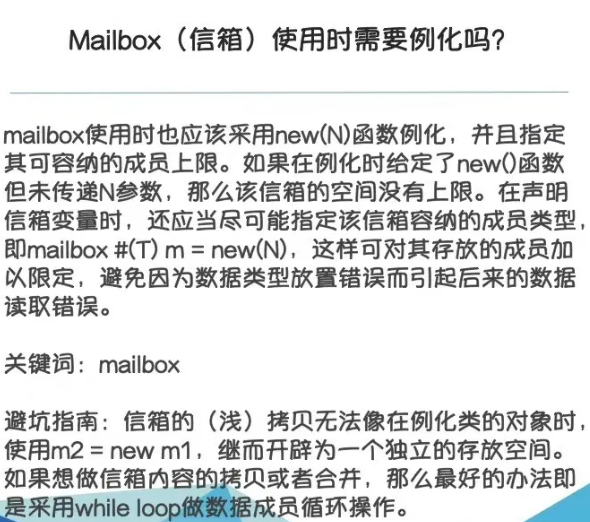 Mailbox（信箱）使用时需要例化吗?
mailbox使用时也应该采用new(N)函数例化，并且指定
其可容纳的成员上限。如果在例化时给定了new()函数
但未传递N参数，那么该信箱的空间没有上限。在声明
信箱变量时，还应当尽可能指定该信箱容纳的成员类型，
即mailbox #(T) m = new(N)，这样可对其存放的成员加
以限定，避免因为数据类型放置错误而引起后来的数据
读取错误。
关键词：mailbox
避坑指南：信箱的（浅）拷贝无法像在例化类的对象时，
使用m2 = new m1，继而开辟为一个独立的存放空间。
如果想做信箱内容的拷贝或者合并，那么最好的办法即
是采用while loop做数据成员循环操作。